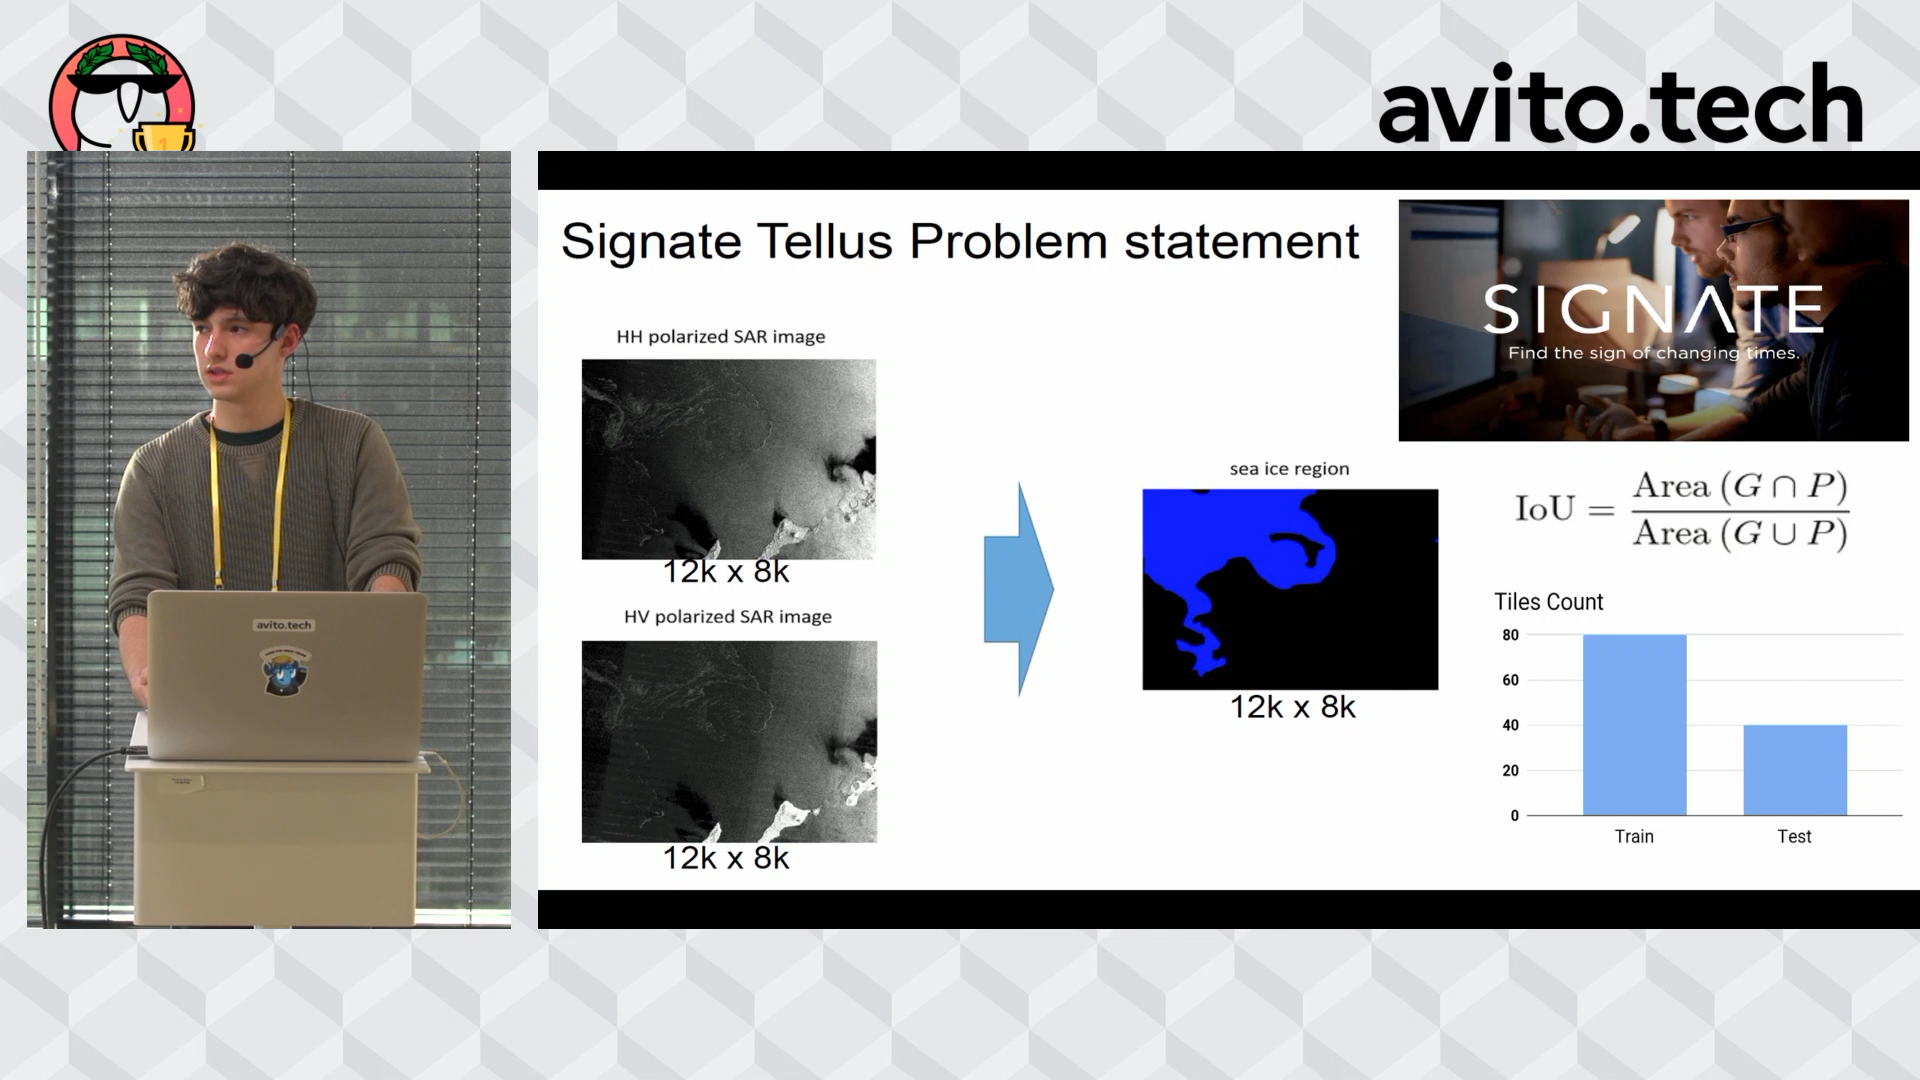 avito.tech
1
avito.tech
Signate Tellus Problem statement
HH polarized SAR image
12k x 8k
HV polarized SAR image
12k x 8k
sea ice region
12k x 8k
SIGNATE
Find the sign of changing times.
IoU = Area (G ∩ P) / Area (G ∪ P)
Tiles Count
80
60
40
20
0
Train
Test